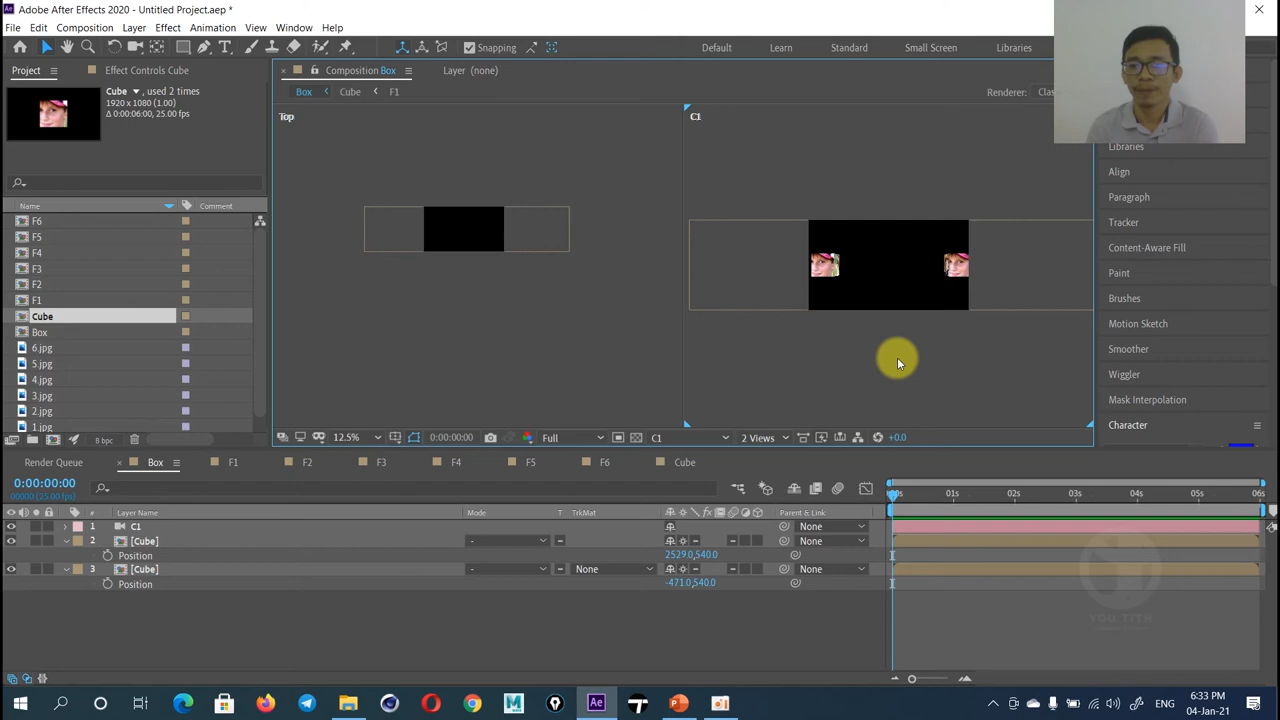 Adobe After Effects 2020 - Untitled Project.aep *
File Edit Composition Layer Effect Animation View Window Help
Snapping Default Learn Standard Small Screen Libraries
Project Effect Controls Cube Composition Box Layer (none)
Cube , used 2 times
1920 x 1080 (1.00)
Δ 0:00:06:00, 25.00 fps
Box Cube F1 Renderer:
Top C1
Name Comment
F6
F5
F4
F3
F2
F1
Cube
Box
6.jpg
5.jpg
4.jpg
3.jpg
2.jpg
1.jpg
8 bpc
12.5% 0:00:00:00 Full C1 2 Views +0.0
Libraries
Align
Paragraph
Tracker
Content-Aware Fill
Paint
Brushes
Motion Sketch
Smoother
Wiggler
Mask Interpolation
Character
Render Queue Box F1 F2 F3 F4 F5 F6 Cube
0:00:00:00
00000 (25.00 fps)
01s 02s 03s 04s 05s 06s
# Layer Name Mode T TrkMat Parent & Link
1 C1 None
2 [Cube] - None
Position 2529.0,540.0
3 [Cube] - None None
Position -471.0,540.0
YOU TITH
ENG 6:33 PM
04-Jan-21